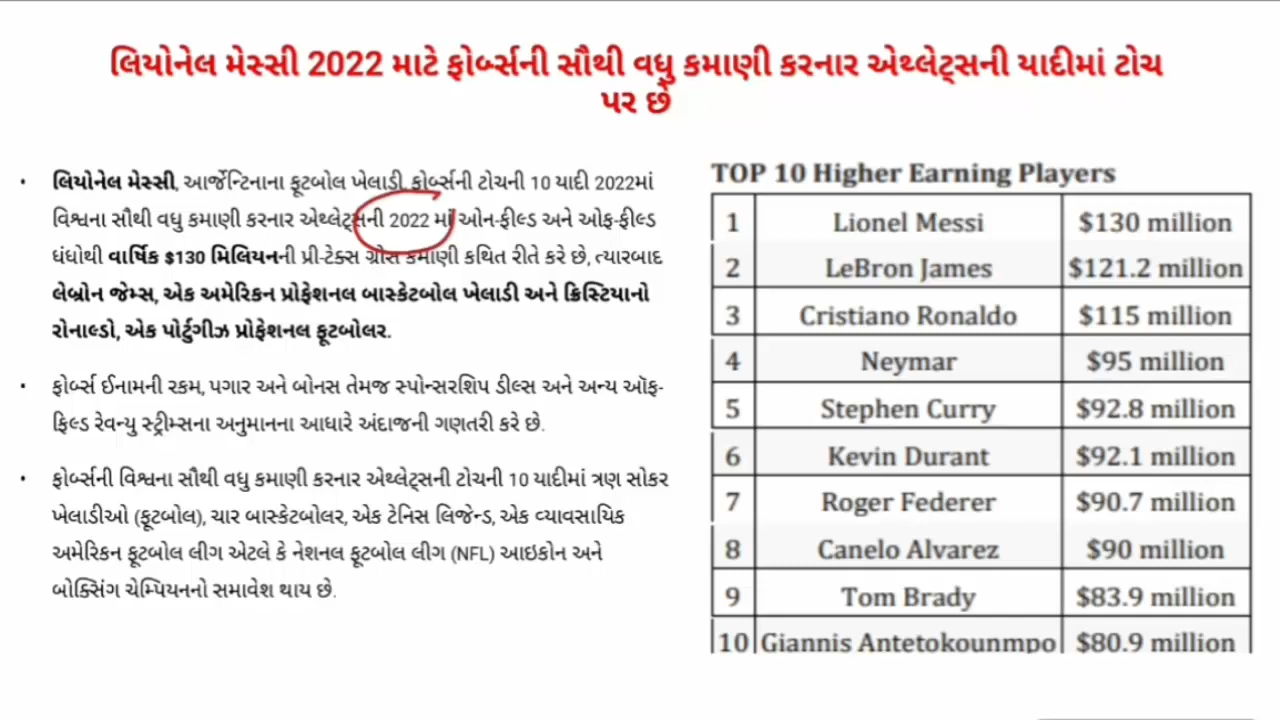 લિયોનેલ મેસ્સી 2022 માટે ફોર્બ્સની સૌથી વધુ કમાણી કરનાર એથ્લેટ્સની યાદીમાં ટોચ
પર છે
• લિયોનેલ મેસ્સી, આર્જેન્ટિનાના ફૂટબોલ ખેલાડી, ફોર્બ્સની ટોચની 10 યાદી 2022માં
વિશ્વના સૌથી વધુ કમાણી કરનાર એથ્લેટ્સની 2022 માં ઓન-ફીલ્ડ અને ઓફ-ફીલ્ડ
ધંધોથી વાર્ષિક $130 મિલિયનની પ્રી-ટેક્સ ગ્રોસ કમાણી કથિત રીતે કરે છે, ત્યારબાદ
લેબ્રોન જેમ્સ, એક અમેરિકન પ્રોફેશનલ બાસ્કેટબોલ ખેલાડી અને ક્રિસ્ટિયાનો
રોનાલ્ડો, એક પોર્ટુગીઝ પ્રોફેશનલ ફૂટબોલર.
• ફોર્બ્સ ઈનામની રકમ, પગાર અને બોનસ તેમજ સ્પોન્સરશિપ ડીલ્સ અને અન્ય ઑફ-
ફિલ્ડ રેવન્યુ સ્ટ્રીમ્સના અનુમાનના આધારે અંદાજની ગણતરી કરે છે.
• ફોર્બ્સની વિશ્વના સૌથી વધુ કમાણી કરનાર એથ્લેટ્સની ટોચની 10 યાદીમાં ત્રણ સોકર
ખેલાડીઓ (ફૂટબોલ), ચાર બાસ્કેટબોલર, એક ટેનિસ લિજેન્ડ, એક વ્યાવસાયિક
અમેરિકન ફૂટબોલ લીગ એટલે કે નેશનલ ફૂટબોલ લીગ (NFL) આઇકોન અને
બોક્સિંગ ચેમ્પિયનનો સમાવેશ થાય છે.
TOP 10 Higher Earning Players
1 Lionel Messi $130 million
2 LeBron James $121.2 million
3 Cristiano Ronaldo $115 million
4 Neymar $95 million
5 Stephen Curry $92.8 million
6 Kevin Durant $92.1 million
7 Roger Federer $90.7 million
8 Canelo Alvarez $90 million
9 Tom Brady $83.9 million
10 Giannis Antetokounmpo $80.9 million